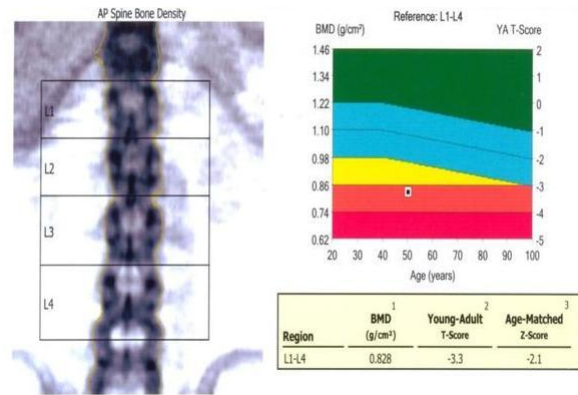 AP Spine Bone Density
L1
L2
L3
L4
Reference: L1-L4
BMD (g/cm²) YA T-Score
1.46 2
1.34 1
1.22 0
1.10 -1
0.98 -2
0.86 -3
0.74 -4
0.62 -5
20 30 40 50 60 70 80 90 100
Age (years)
1 2 3
BMD Young-Adult Age-Matched
Region (g/cm²) T-Score Z-Score
L1-L4 0.828 -3.3 -2.1